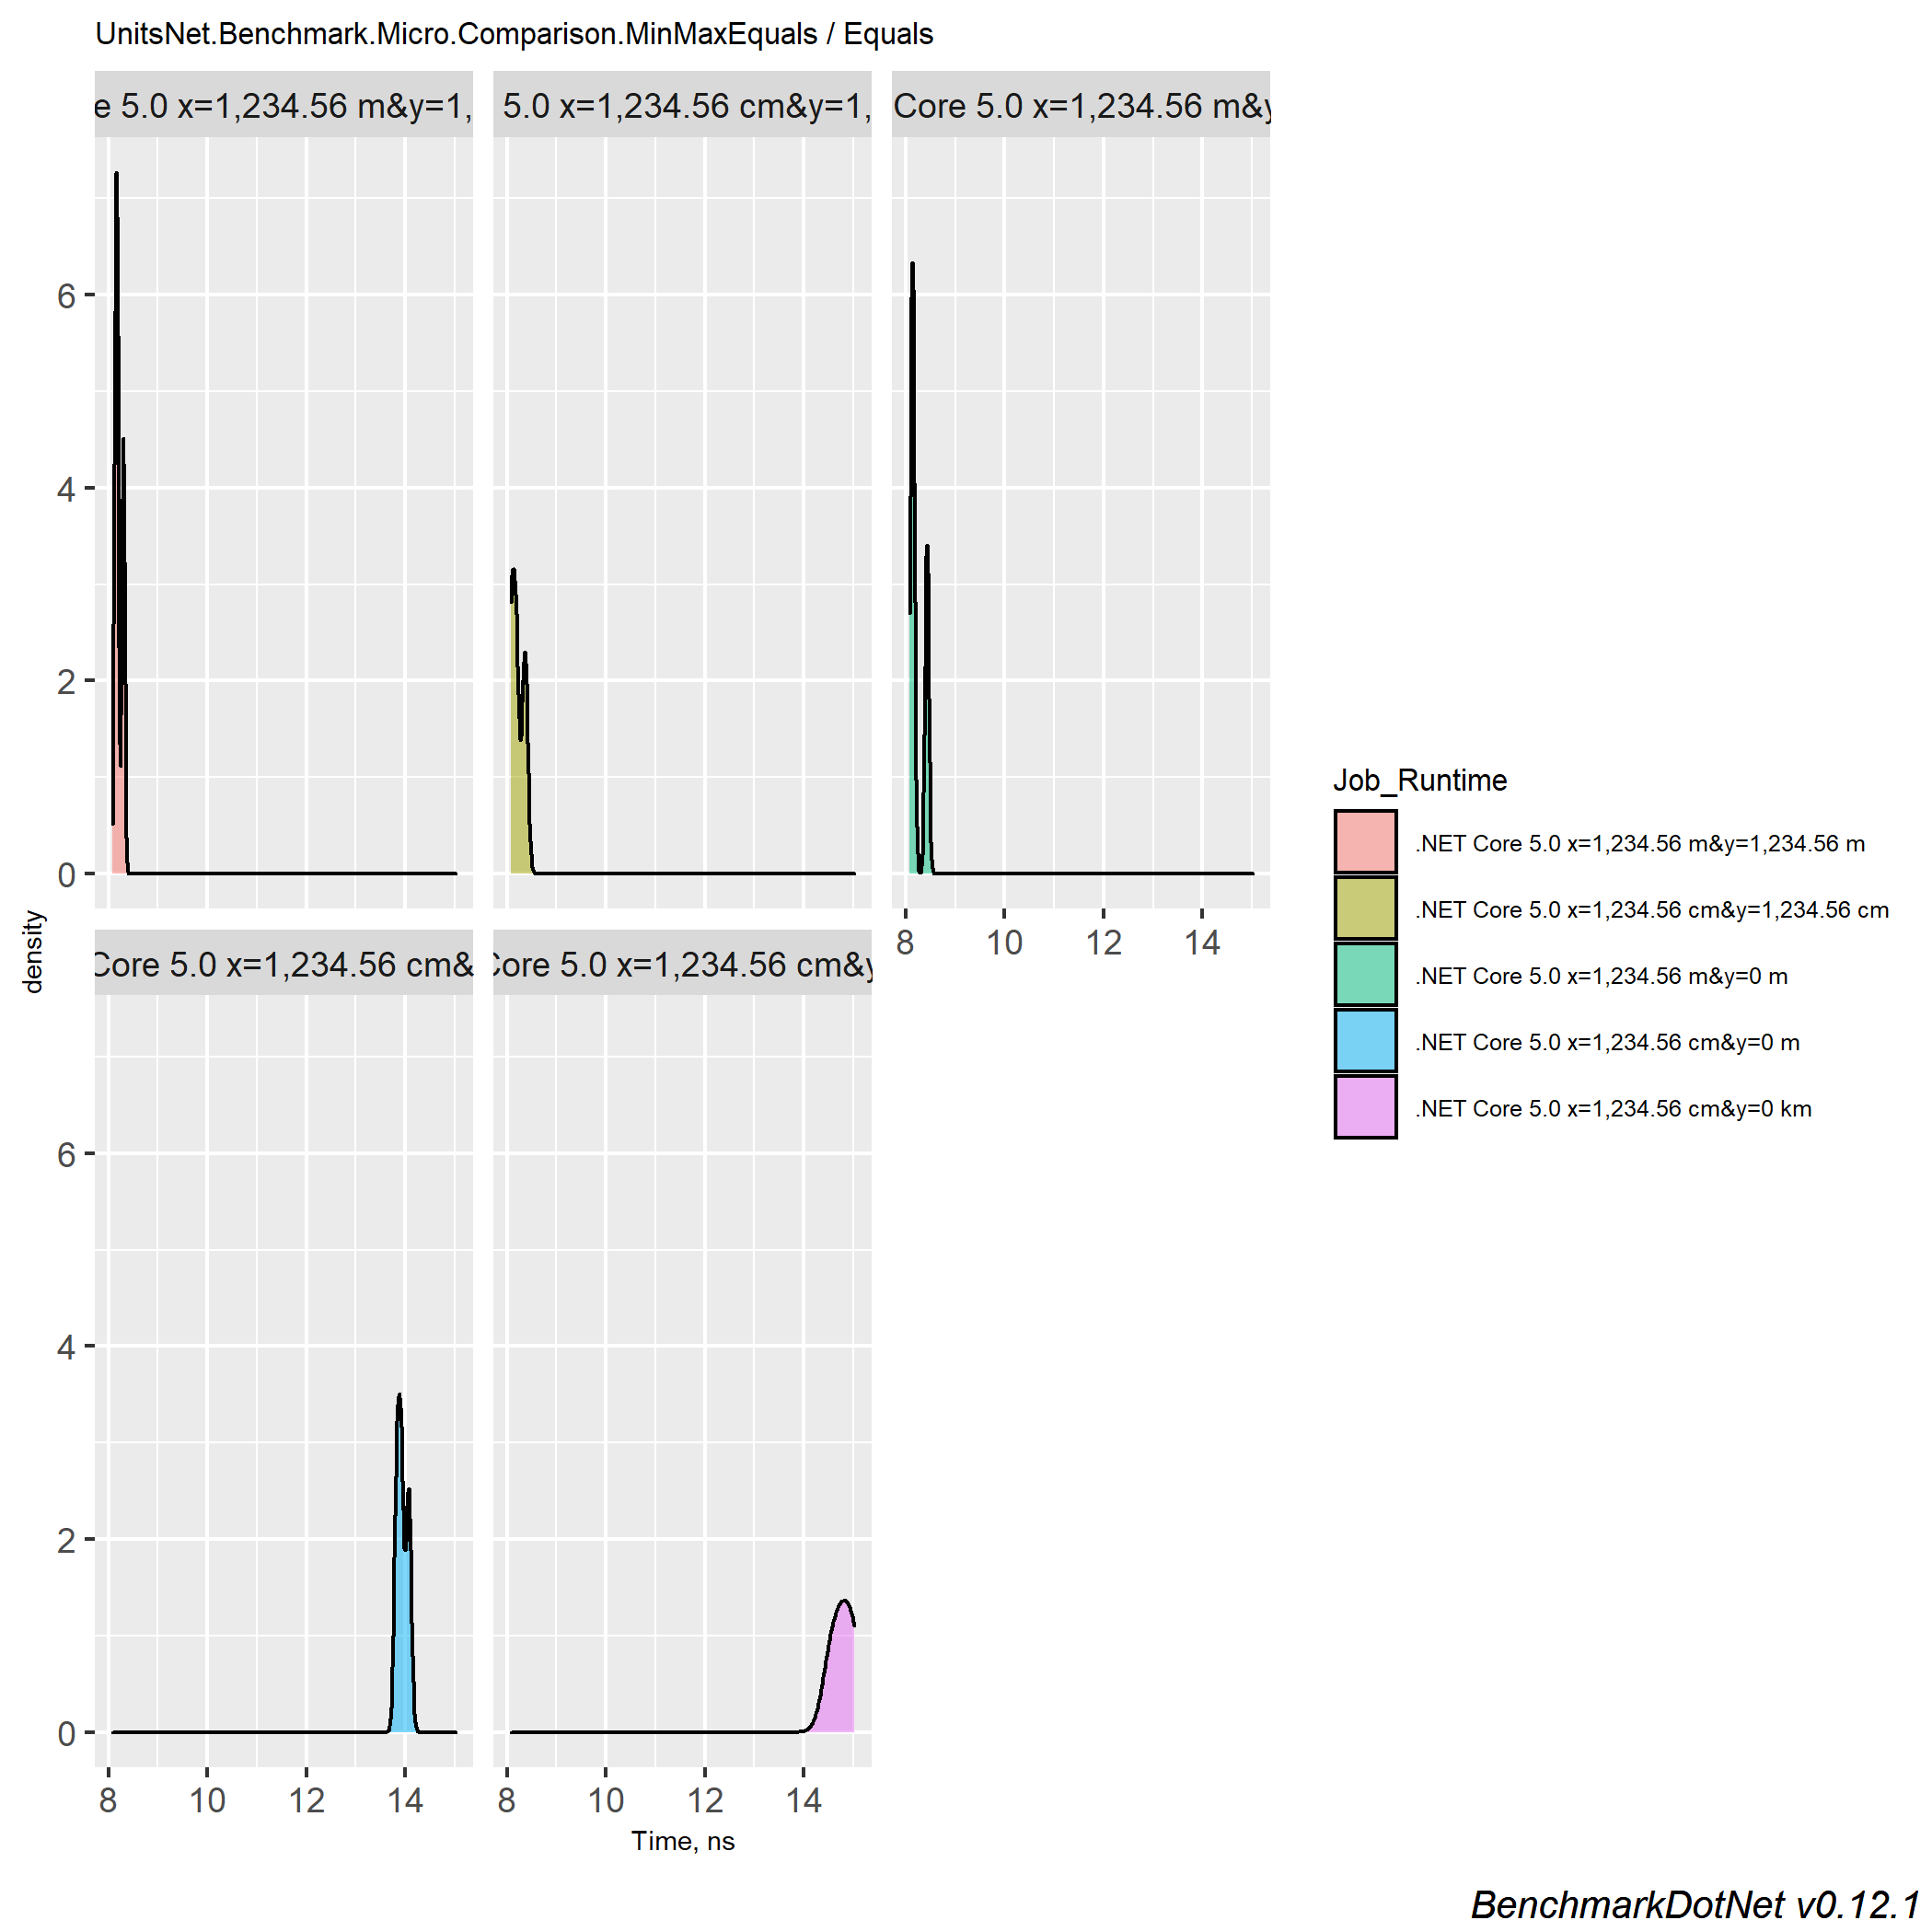 UnitsNet.Benchmark.Micro.Comparison.MinMaxEquals / Equals
e 5.0 x=1,234.56 m&y=1,
5.0 x=1,234.56 cm&y=1,
Core 5.0 x=1,234.56 m&y
6
4
2
0
8 10 12 14
density
Core 5.0 x=1,234.56 cm&
Core 5.0 x=1,234.56 cm&y
6
4
2
0
8 10 12 14
8 10 12 14
Time, ns
Job_Runtime
.NET Core 5.0 x=1,234.56 m&y=1,234.56 m
.NET Core 5.0 x=1,234.56 cm&y=1,234.56 cm
.NET Core 5.0 x=1,234.56 m&y=0 m
.NET Core 5.0 x=1,234.56 cm&y=0 m
.NET Core 5.0 x=1,234.56 cm&y=0 km
BenchmarkDotNet v0.12.1